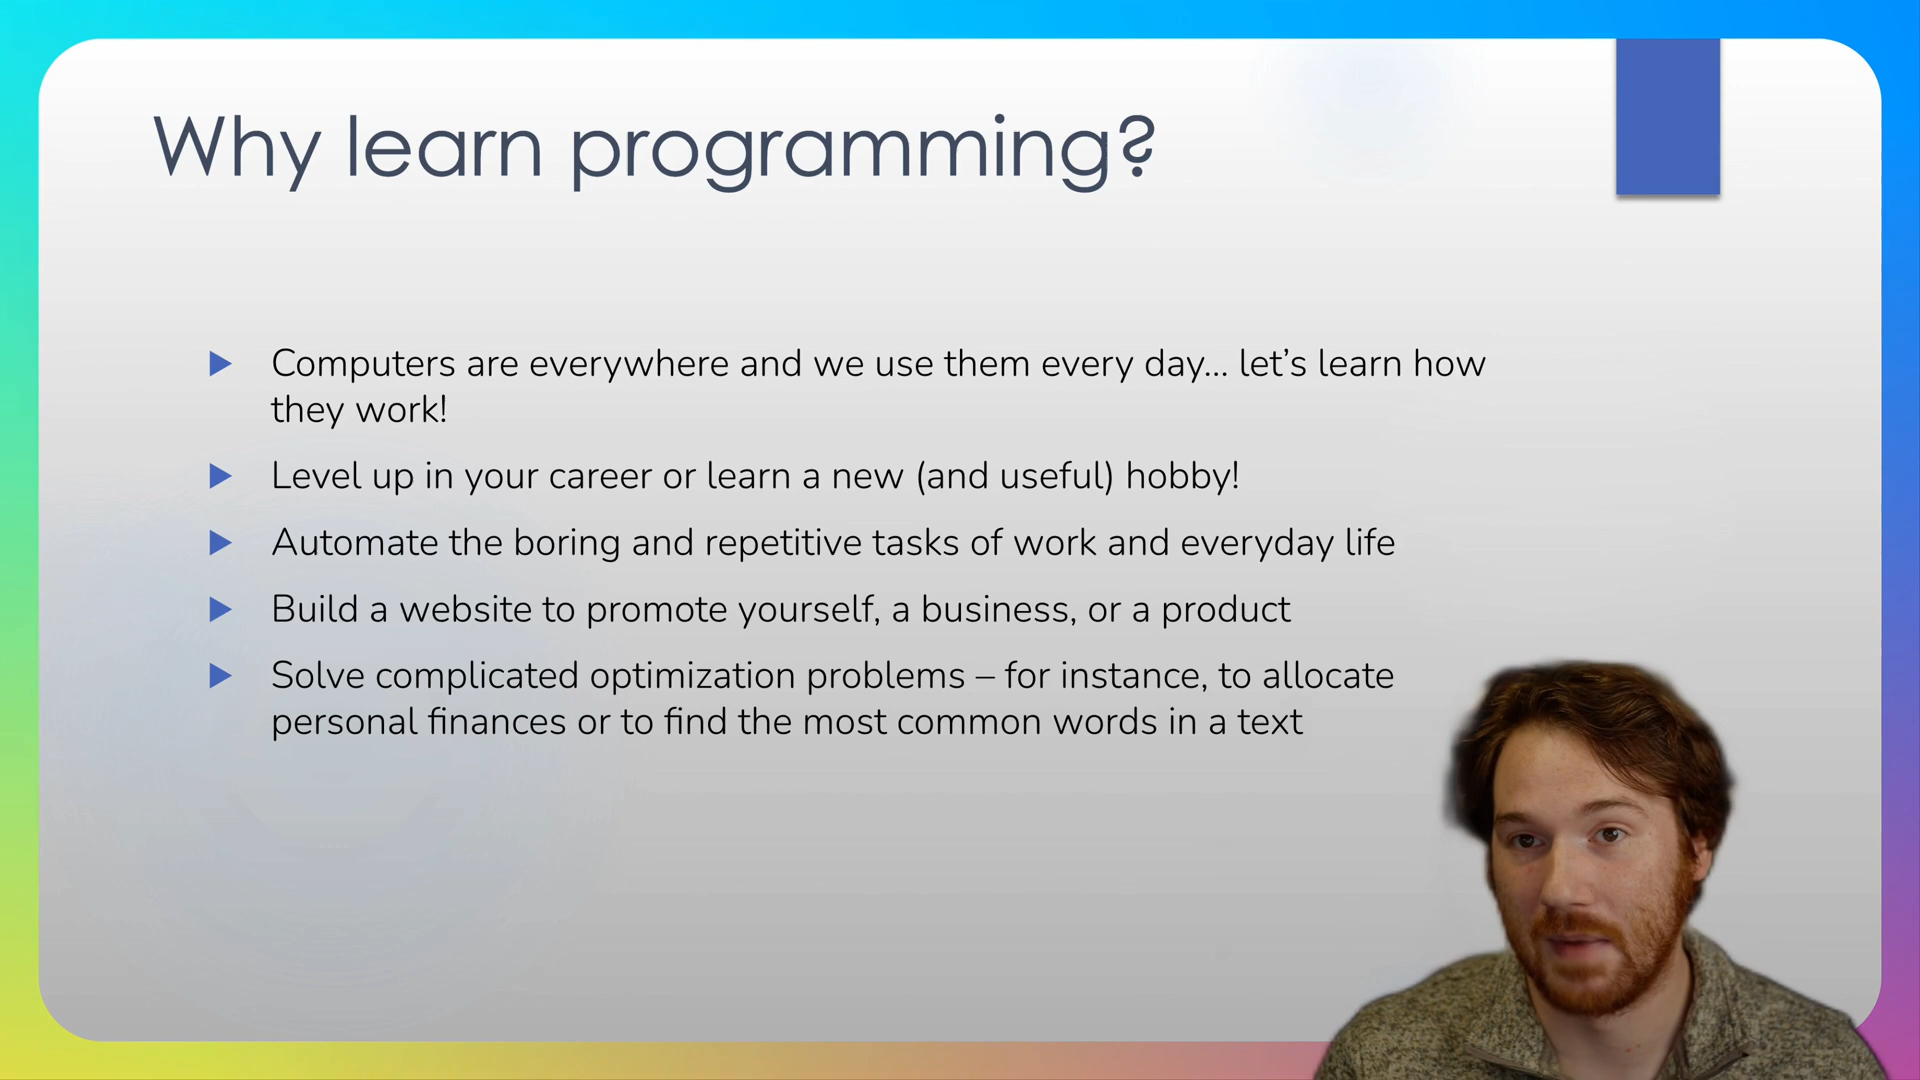 Why learn programming?
Computers are everywhere and we use them every day... let’s learn how
they work!
Level up in your career or learn a new (and useful) hobby!
Automate the boring and repetitive tasks of work and everyday life
Build a website to promote yourself, a business, or a product
Solve complicated optimization problems – for instance, to allocate
personal finances or to find the most common words in a text